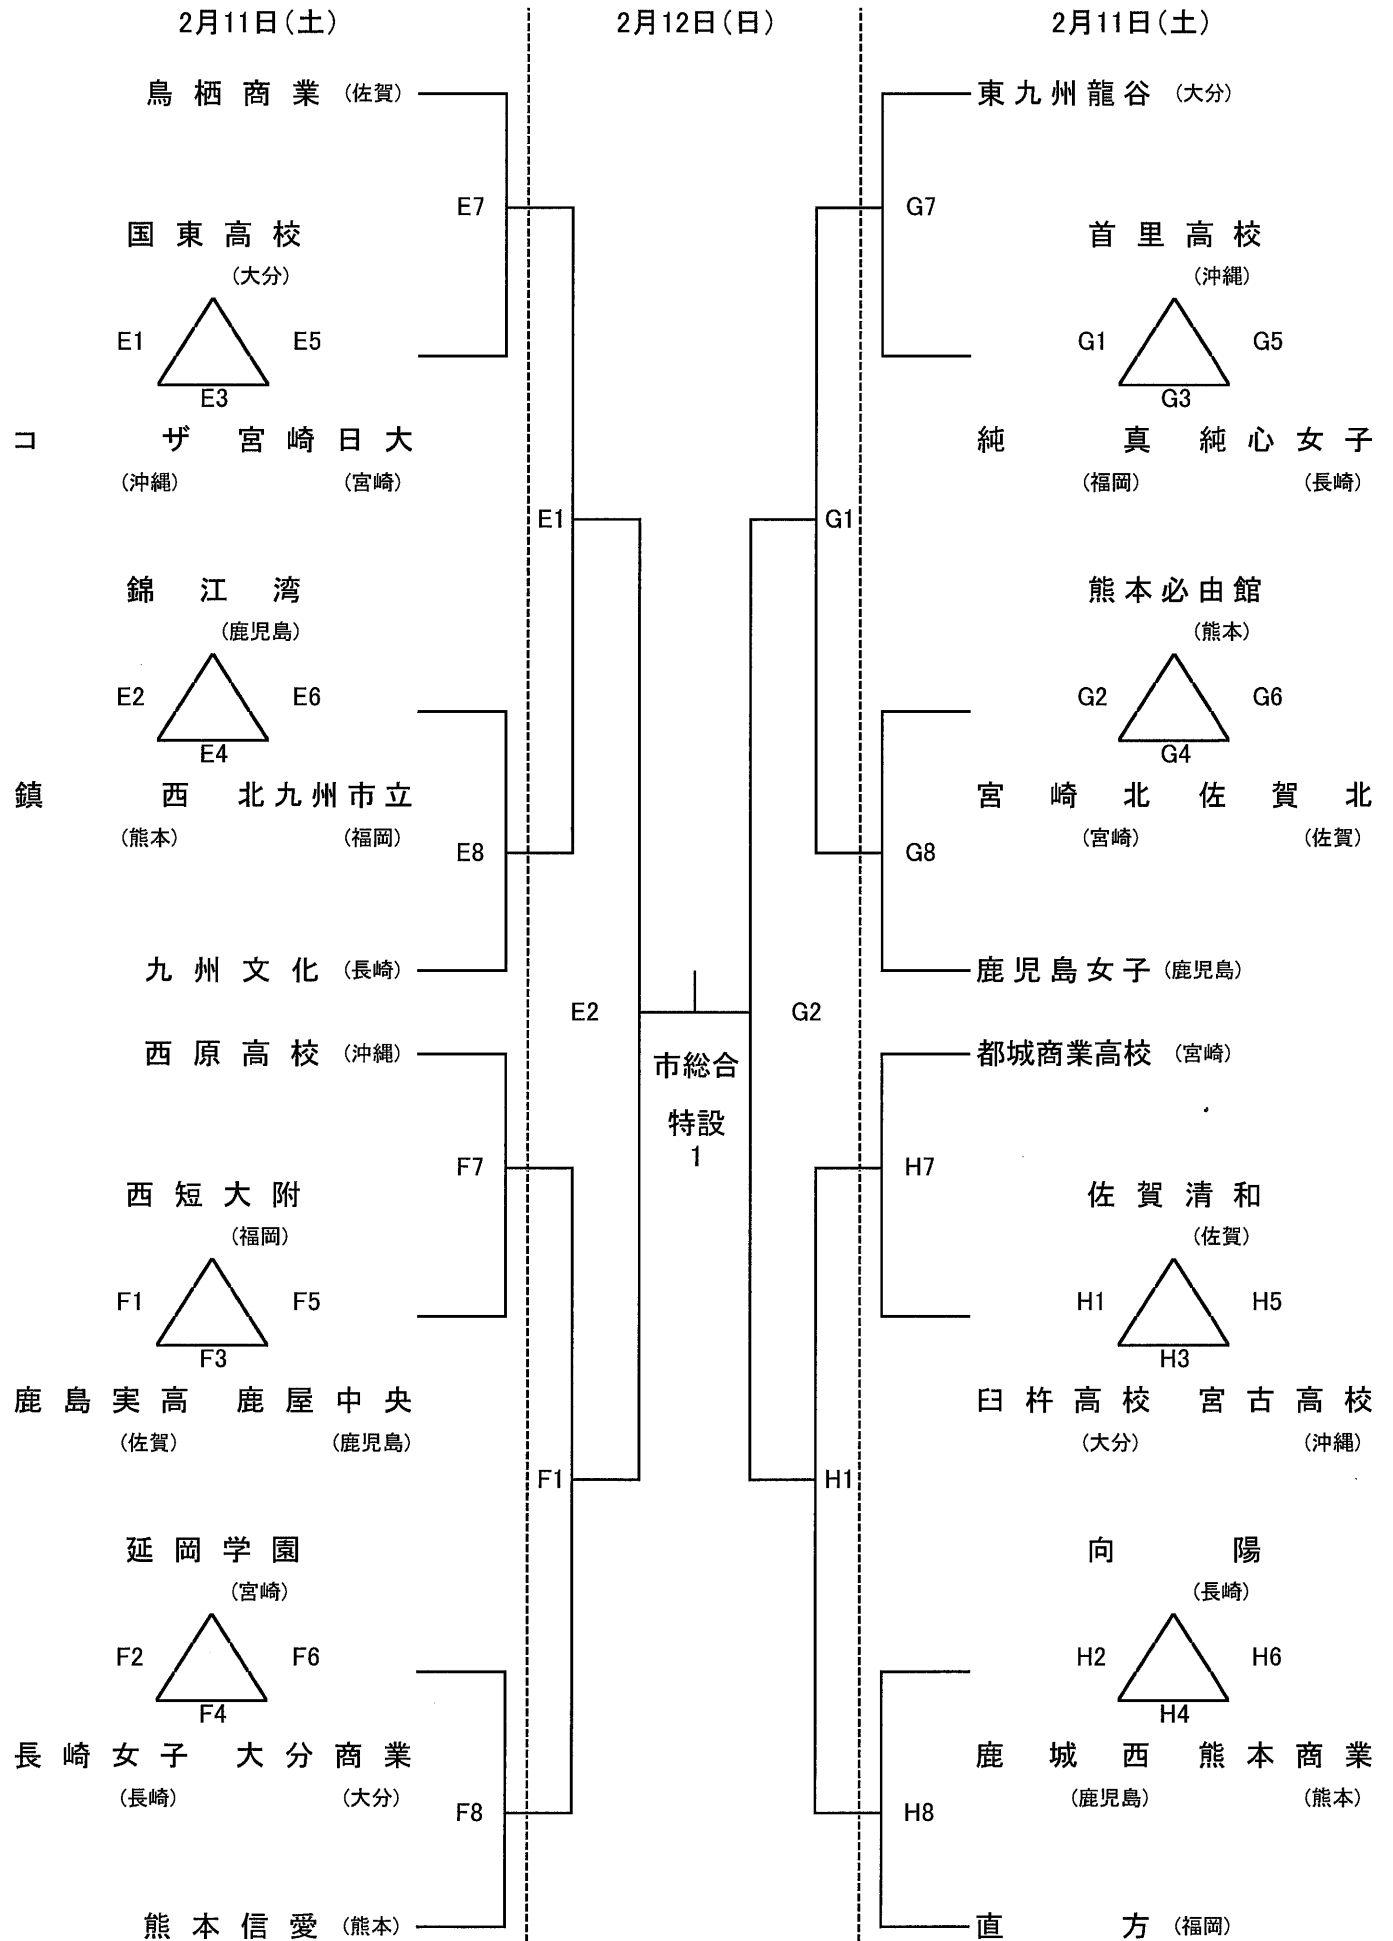 2月11日（土） 2月12日（日） 2月11日（土）
鳥栖商業（佐賀） 東九州龍谷（大分）
E7 G7
国東高校 首里高校
（大分） （沖縄）
E1 E5 G1 G5
E3 G3
コザ 宮崎日大 純真 純心女子
（沖縄） （宮崎） （福岡） （長崎）
E1 G1
錦江湾 熊本必由館
（鹿児島） （熊本）
E2 E6 G2 G6
E4 G4
鎮西 北九州市立 宮崎北 佐賀北
（熊本） （福岡） （宮崎） （佐賀）
E8 G8
九州文化（長崎） 鹿児島女子（鹿児島）
E2 G2
西原高校（沖縄） 都城商業高校（宮崎）
市総合
特設
1
F7 H7
西短大附 佐賀清和
（福岡） （佐賀）
F1 F5 H1 H5
F3 H3
鹿島実高 鹿屋中央 臼杵高校 宮古高校
（佐賀） （鹿児島） （大分） （沖縄）
F1 H1
延岡学園 向陽
（宮崎） （長崎）
F2 F6 H2 H6
F4 H4
長崎女子 大分商業 鹿城西 熊本商業
（長崎） （大分） （鹿児島） （熊本）
F8 H8
熊本信愛（熊本） 直方（福岡）